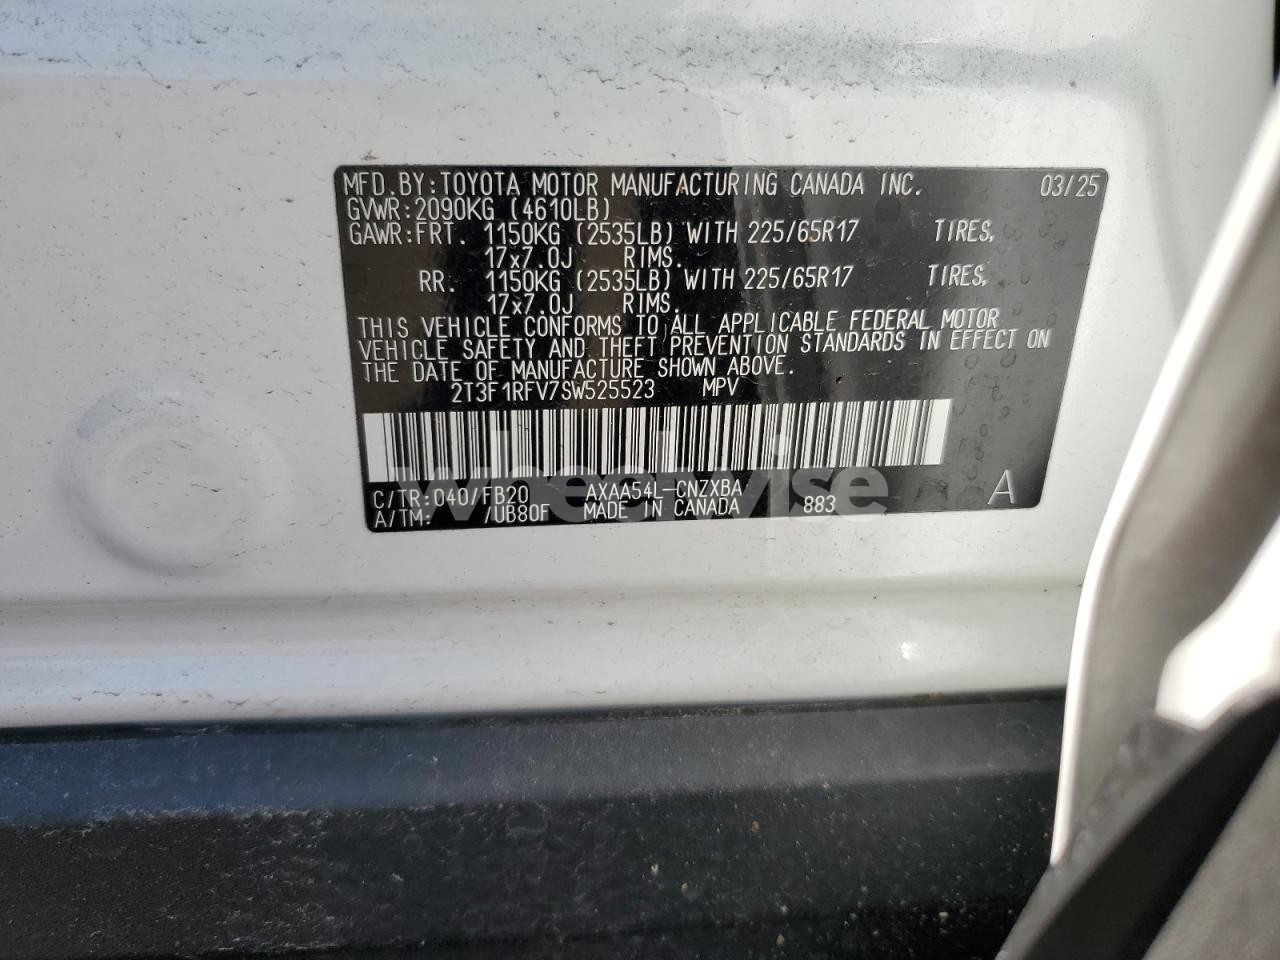 MFD.BY:TOYOTA MOTOR MANUFACTURING CANADA INC. 03/25
GVWR:2090KG (4610LB)
GAWR:FRT. 1150KG (2535LB) WITH 225/65R17 TIRES,
17x7.0J RIMS.
RR. 1150KG (2535LB) WITH 225/65R17 TIRES,
17x7.0J RIMS.
THIS VEHICLE CONFORMS TO ALL APPLICABLE FEDERAL MOTOR
VEHICLE SAFETY AND THEFT PREVENTION STANDARDS IN EFFECT ON
THE DATE OF MANUFACTURE SHOWN ABOVE.
2T3F1RFV7SW525523 MPV
wheelwise
C/TR:040/FB20 AXAA54L-CNZXBA A
A/TM: /UB80F MADE IN CANADA 883